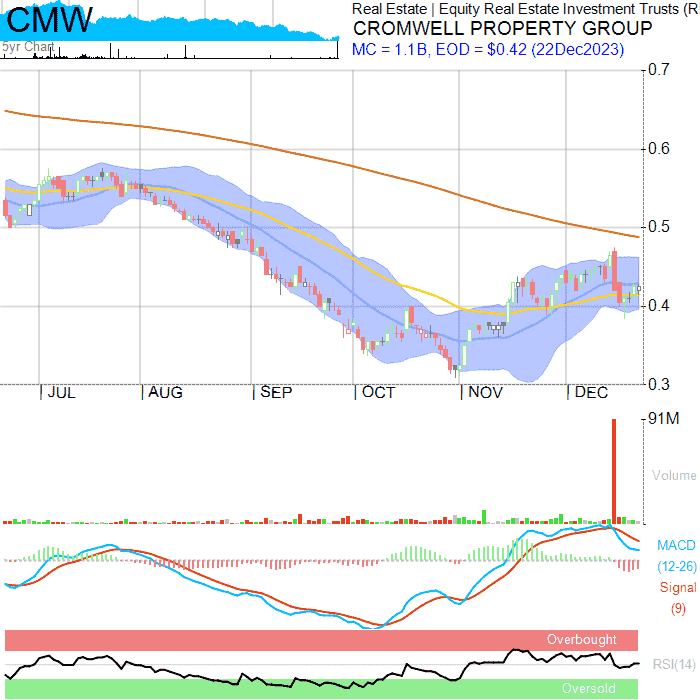 CMW
Real Estate | Equity Real Estate Investment Trusts (R
CROMWELL PROPERTY GROUP
5yr Chart
MC = 1.1B, EOD = $0.42 (22Dec2023)
0.7
0.6
0.5
0.4
0.3
JUL AUG SEP OCT NOV DEC
91M
Volume
MACD
(12-26)
Signal
(9)
Overbought
RSI(14)
Oversold